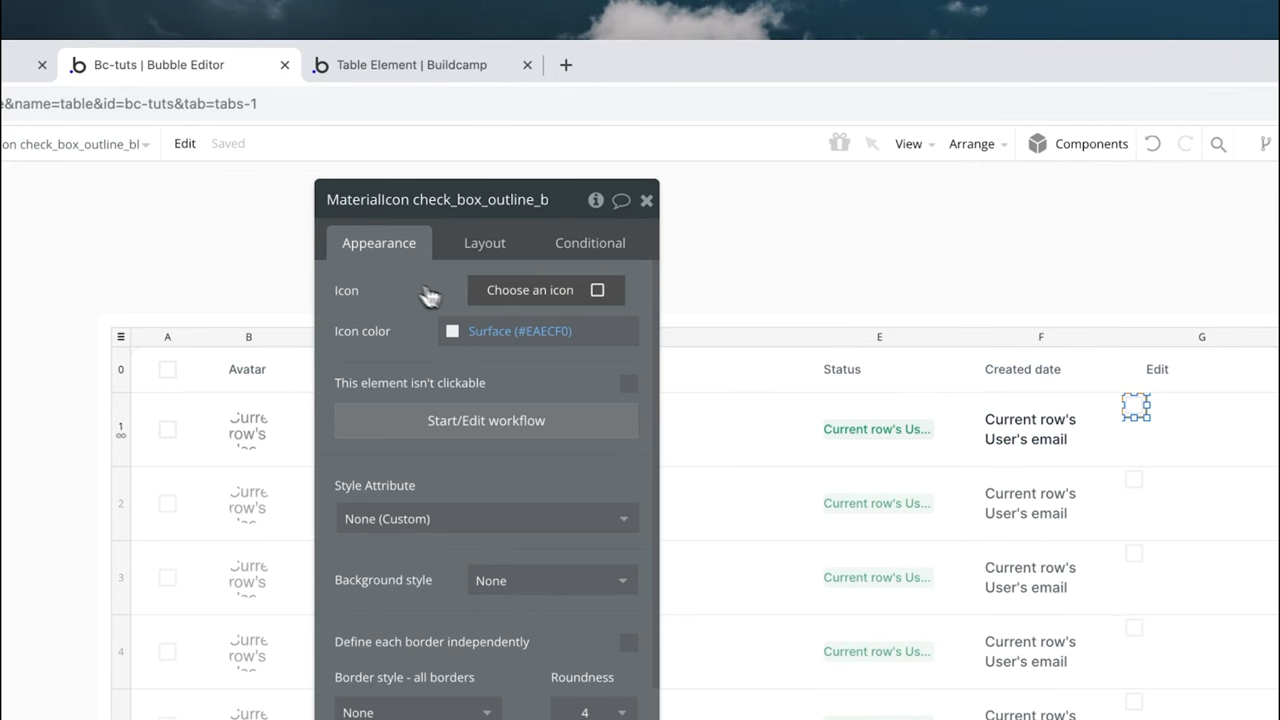 Bc-tuts | Bubble Editor
Table Element | Buildcamp
e&name=table&id=bc-tuts&tab=tabs-1
on check_box_outline_bl
Edit
Saved
View
Arrange
Components
MaterialIcon check_box_outline_b
Appearance
Layout
Conditional
Icon
Choose an icon
Icon color
Surface (#EAECF0)
This element isn't clickable
Start/Edit workflow
Style Attribute
None (Custom)
Background style
None
Define each border independently
Border style - all borders
Roundness
None
4
A
B
E
F
G
0
Avatar
Status
Created date
Edit
1
Curre
row's
Current row's Us...
Current row's
User's email
2
Curre
row's
Current row's Us...
Current row's
User's email
3
Curre
row's
Current row's Us...
Current row's
User's email
4
Curre
row's
Current row's Us...
Current row's
User's email
Curre
Current row's